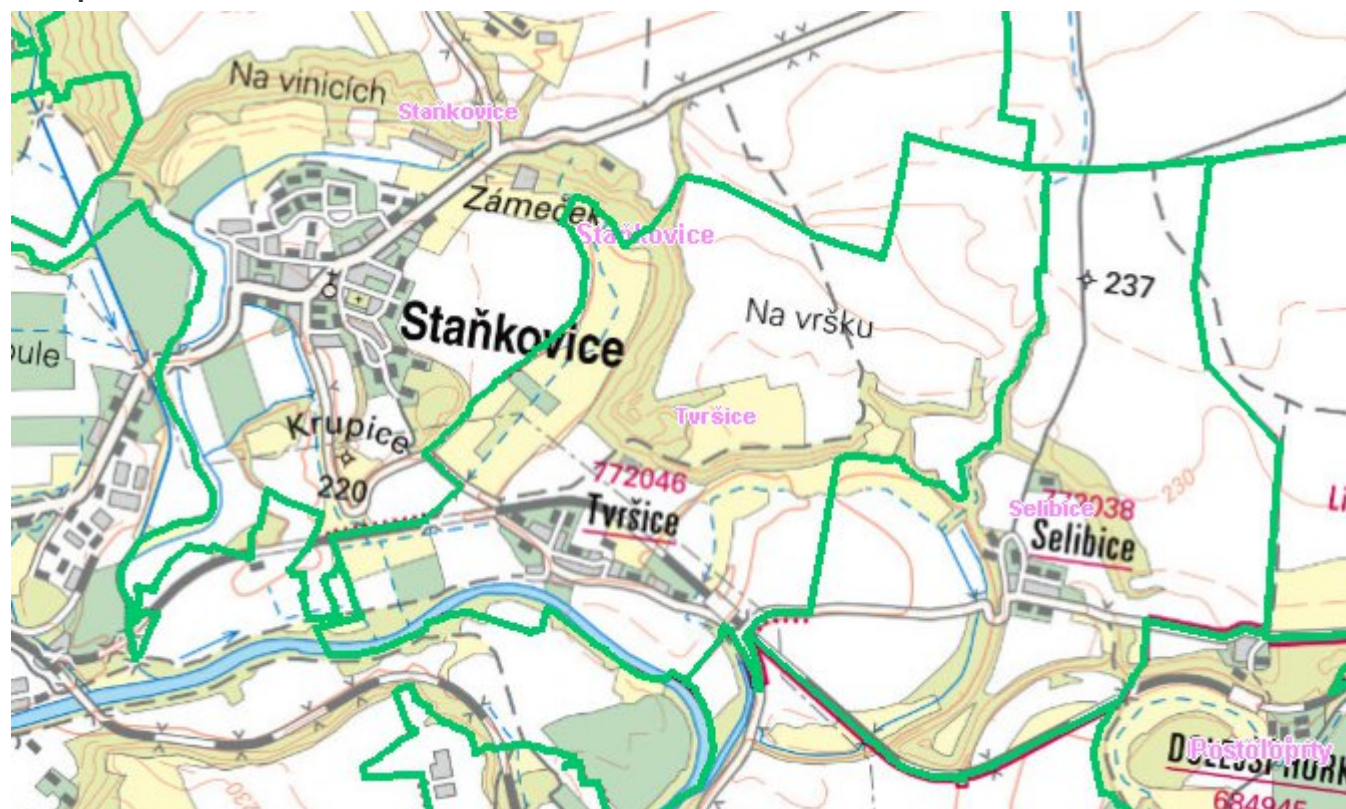 Na vinicích
Staňkovice
Zámeček
Staňkovice
237
Na vršku
Staňkovice
Tvršice
Krupice
220
772046
Tvršice
230
Selibice
Selibice
Postoloprty
684945
230